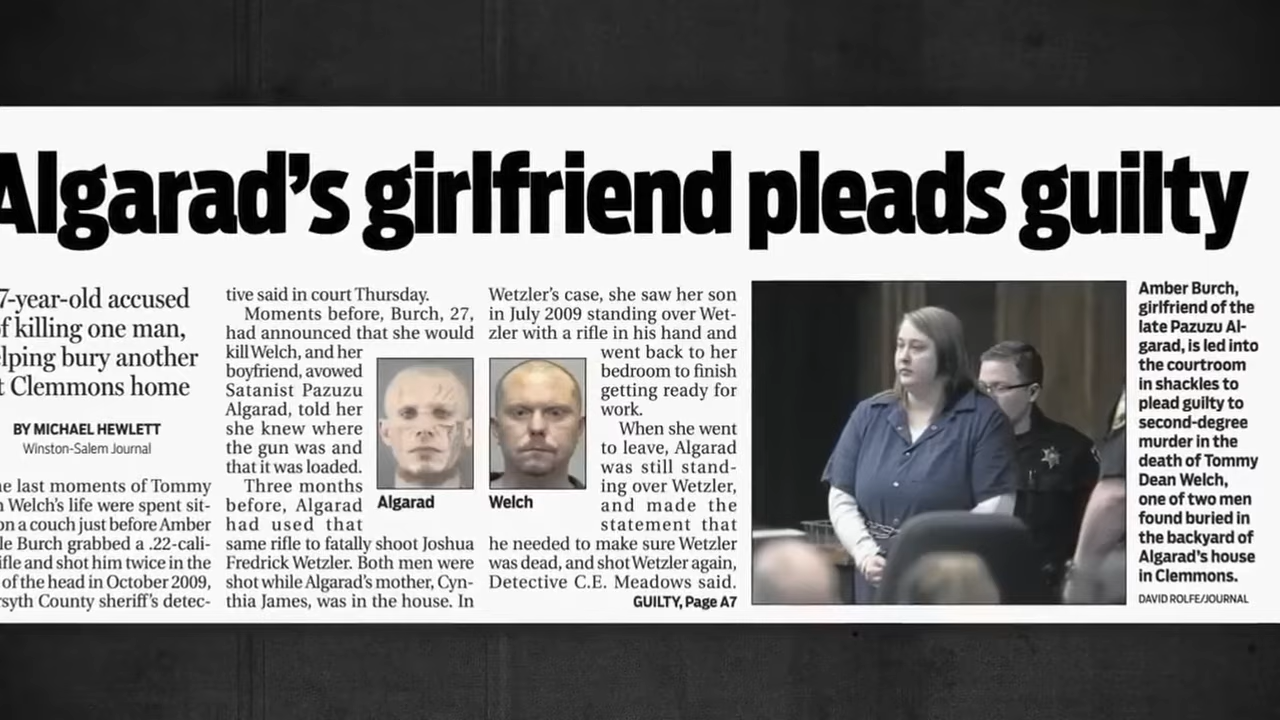 Algarad's girlfriend pleads guilty
7-year-old accused
of killing one man,
elping bury another
t Clemmons home
BY MICHAEL HEWLETT
Winston-Salem Journal
e last moments of Tommy
n Welch's life were spent sit-
on a couch just before Amber
le Burch grabbed a .22-cali-
ifle and shot him twice in the
of the head in October 2009,
rsyth County sheriff's detec-
tive said in court Thursday.
Moments before, Burch, 27,
had announced that she would
kill Welch, and her
boyfriend, avowed
Satanist Pazuzu
Algarad, told her
she knew where
the gun was and
that it was loaded.
Three months
before, Algarad
had used that
same rifle to fatally shoot Joshua
Fredrick Wetzler. Both men were
shot while Algarad's mother, Cyn-
thia James, was in the house. In
Algarad
Wetzler's case, she saw her son
in July 2009 standing over Wet-
zler with a rifle in his hand and
went back to her
bedroom to finish
getting ready for
work.
When she went
to leave, Algarad
was still stand-
ing over Wetzler,
and made the
statement that
he needed to make sure Wetzler
was dead, and shot Wetzler again,
Detective C.E. Meadows said.
GUILTY, Page A7
Welch
Amber Burch,
girlfriend of the
late Pazuzu Al-
garad, is led into
the courtroom
in shackles to
plead guilty to
second-degree
murder in the
death of Tommy
Dean Welch,
one of two men
found buried in
the backyard of
Algarad's house
in Clemmons.
DAVID ROLFE/JOURNAL